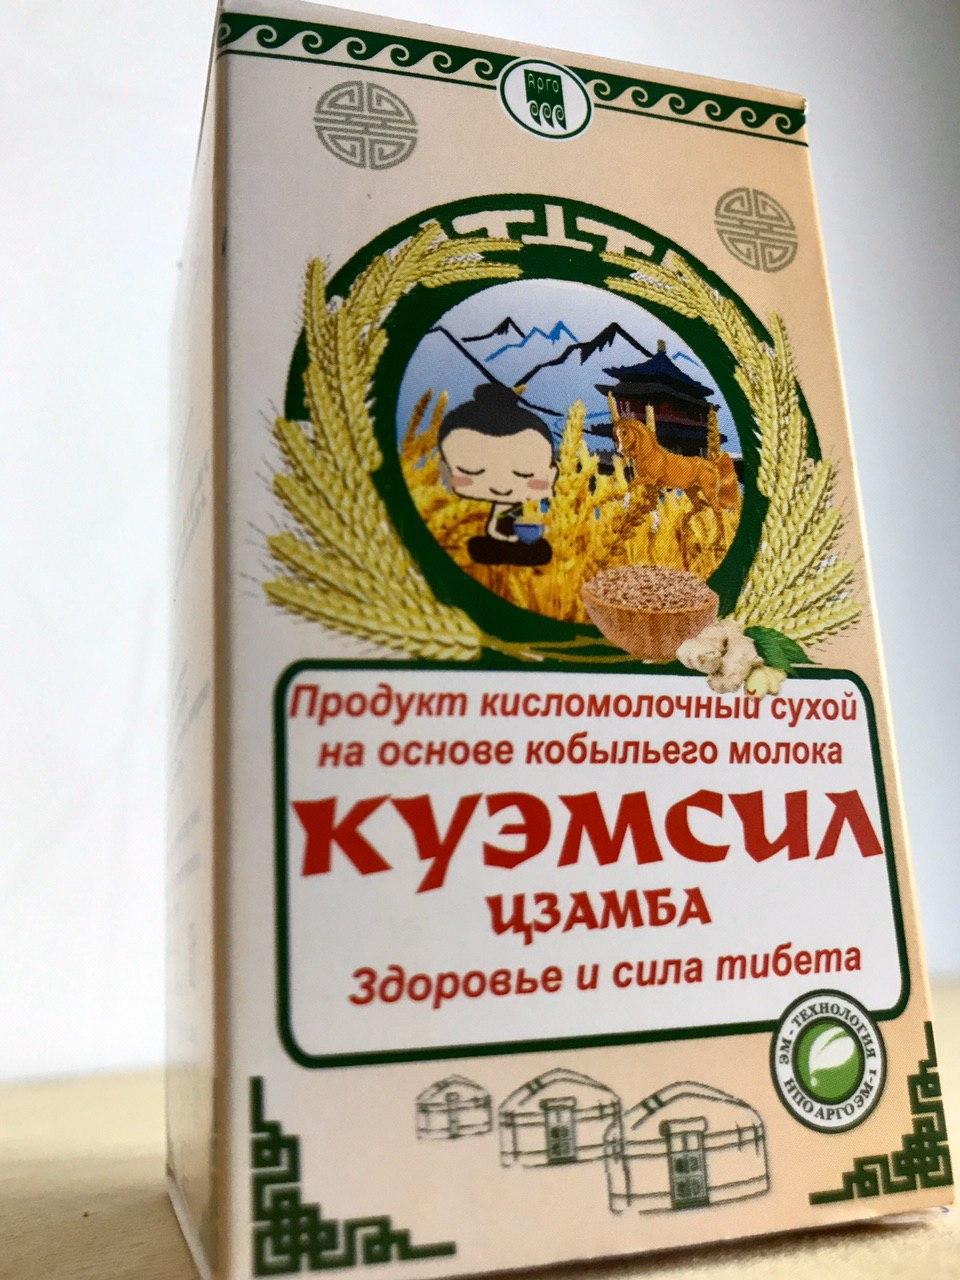 Арго
Продукт кисломолочный сухой
на основе кобыльего молока
КУЭМСИЛ
ЦЗАМБА
Здоровье и сила тибета
ЭМ - ТЕХНОЛОГИЯ
НПО АРГО ЭМ-1